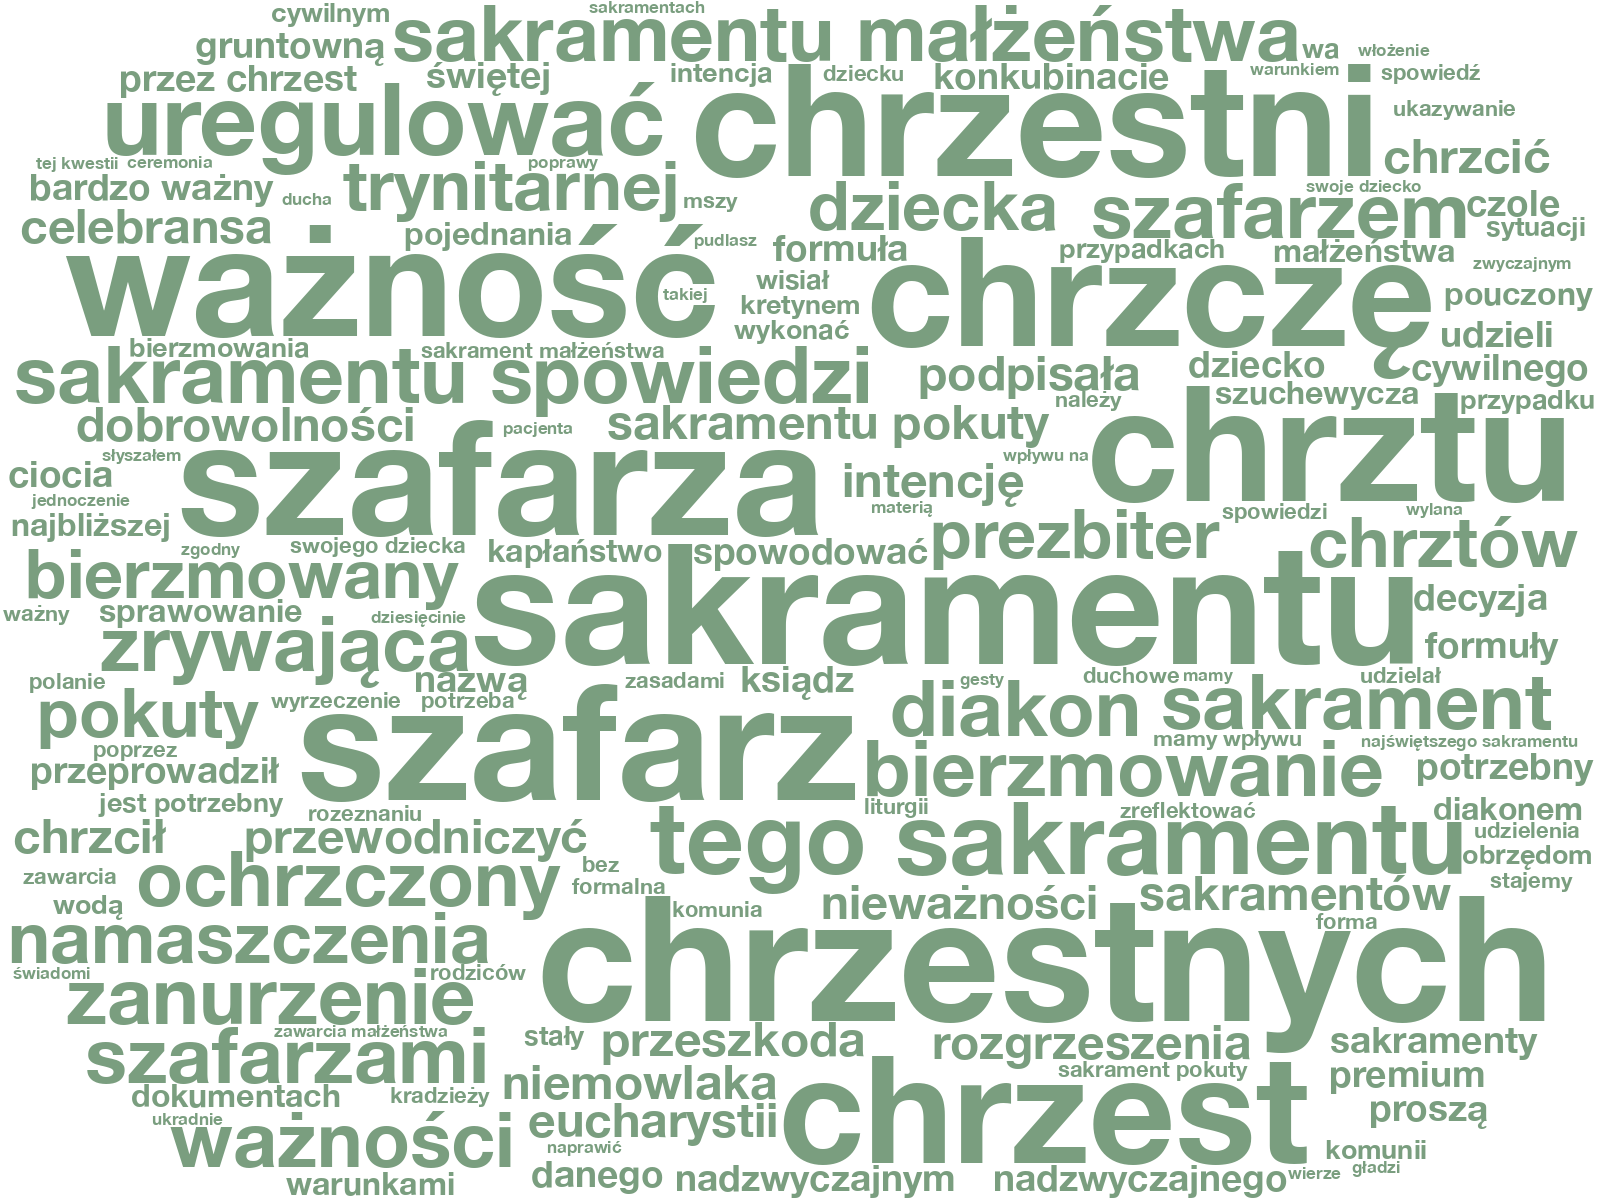 cywilnym
sakramentach
gruntowną
sakramentu małżeństwa
wa
włożenie
przez chrzest
świętej
intencja
dziecku
konkubinacie
warunkiem
spowiedź
uregulować
chrzestni
ukazywanie
tej kwestii
ceremonia
poprawy
chrzcić
bardzo ważny
ducha
trynitarnej
mszy
dziecka
swoje dziecko
szafarzem
czole
celebransa
pojednania
pudlasz
formuła
przypadkach
małżeństwa
sytuacji
ważność
takiej
wisiał
kretynem
wykonać
chrzczę
zwyczajnym
pouczony
udzieli
bierzmowania
sakrament małżeństwa
sakramentu spowiedzi
podpisała
dziecko
cywilnego
należy
szuchewycza
przypadku
dobrowolności
pacjenta
sakramentu pokuty
chrztu
słyszałem
szafarza
wpływu na
ciocia
intencję
jednoczenie
materią
najbliższej
prezbiter
spowiedzi
wylana
zgodny
swojego dziecka
kapłaństwo
spowodować
chrztów
bierzmowany
sakramentu
decyzja
ważny
sprawowanie
dziesięcinie
zrywająca
formuły
polanie
nazwą
zasadami
ksiądz
gesty
duchowe
mamy
udzielał
pokuty
wyrzeczenie
potrzeba
szafarz
diakon
sakrament
poprzez
mamy wpływu
najświętszego sakramentu
przeprowadził
bierzmowanie
potrzebny
jest potrzebny
rozeznaniu
liturgii
zreflektować
diakonem
chrzcił
przewodniczyć
tego sakramentu
udzielenia
obrzędom
zawarcia
ochrzczony
bez
formalna
stajemy
wodą
komunia
nieważności
sakramentów
forma
namaszczenia
chrzestnych
świadomi
rodziców
zanurzenie
zawarcia małżeństwa
stały
przeszkoda
rozgrzeszenia
sakramenty
szafarzami
sakrament pokuty
premium
dokumentach
kradzieży
niemowlaka
chrzest
proszą
ukradnie
ważności
eucharystii
naprawić
komunii
warunkami
danego
nadzwyczajnym
nadzwyczajnego
wierze
gładzi